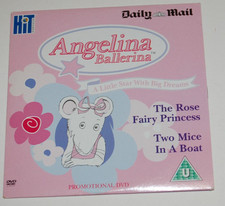 HiT
Daily Mail
Angelina
Ballerina
A Little Star With Big Dreams
The Rose
Fairy Princess
Two Mice
In A Boat
DVD
PROMOTIONAL DVD
U